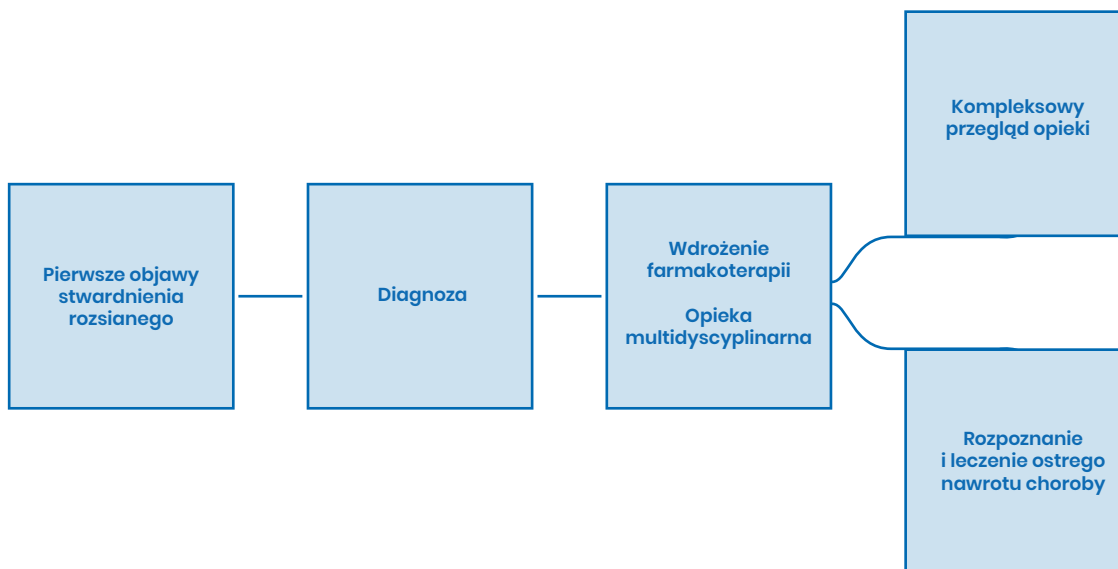 Pierwsze objawy
stwardnienia
rozsianego
Diagnoza
Wdrożenie
farmakoterapii
Opieka
multidyscyplinarna
Kompleksowy
przegląd opieki
Rozpoznanie
i leczenie ostrego
nawrotu choroby